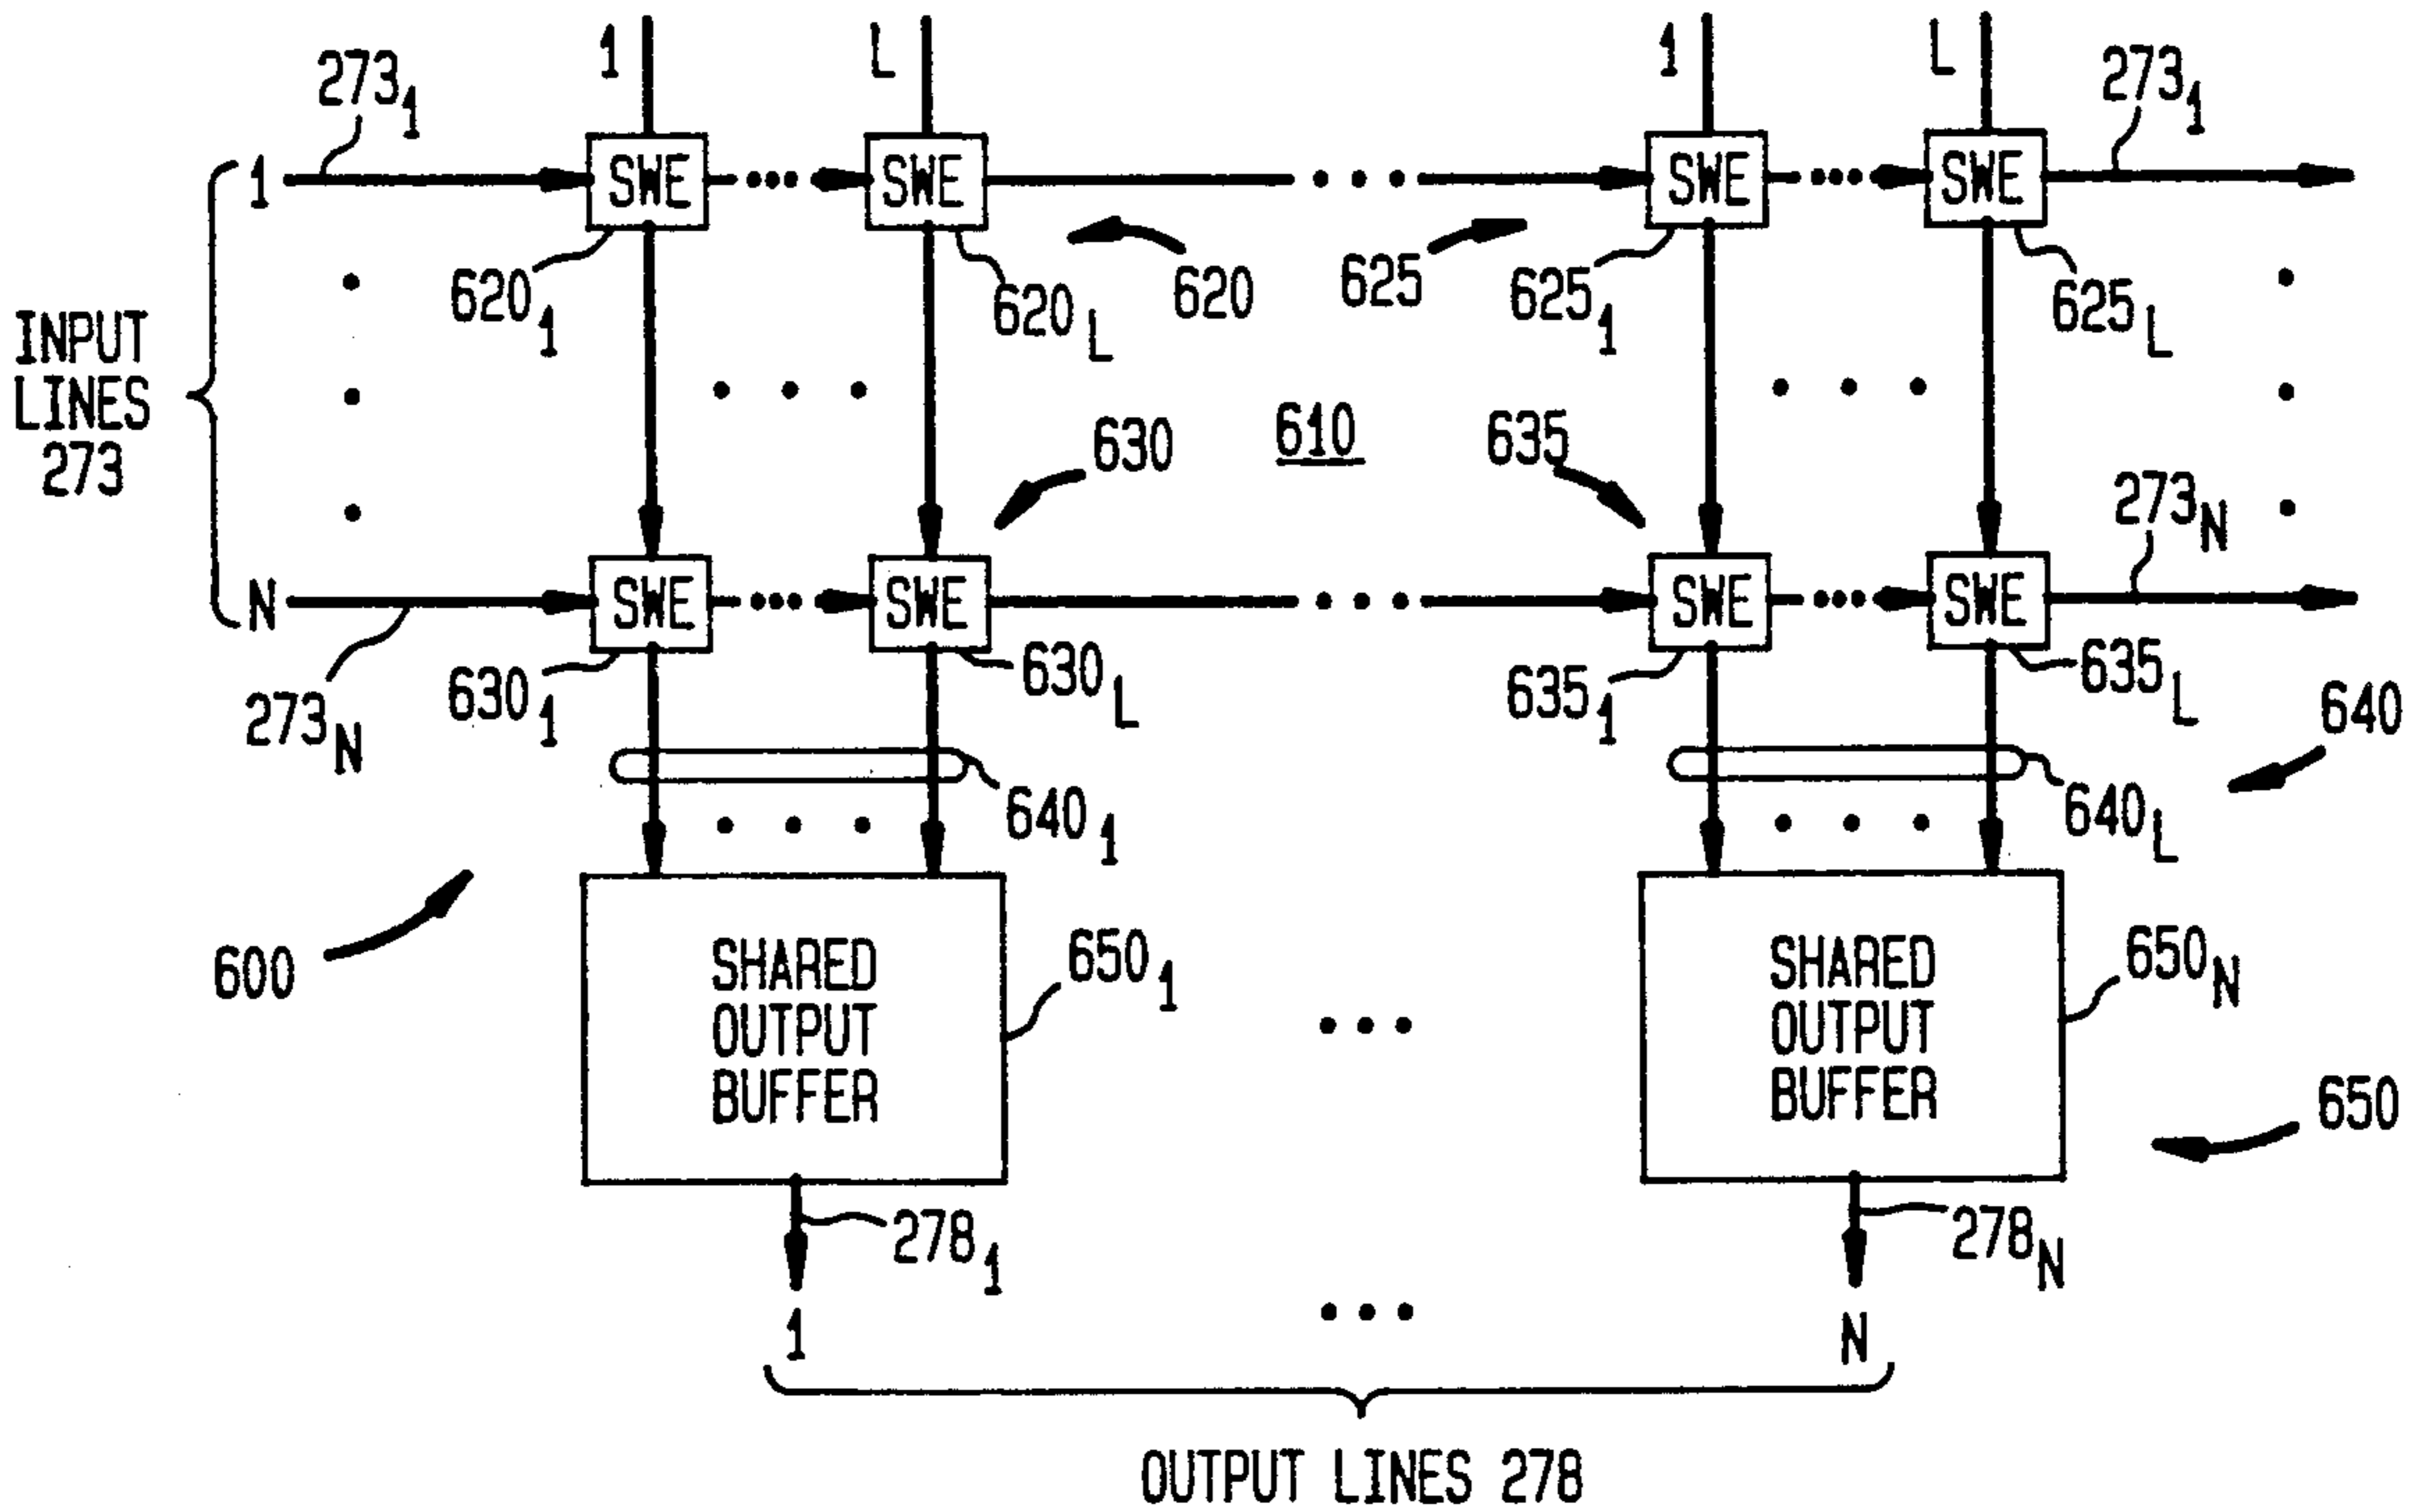 1 L 1 L
273₁ 273₁
1 SWE SWE SWE SWE
620₁ 620_L 620 625 625₁ 625_L
INPUT
LINES
273
630 610 635
273_N
N SWE SWE SWE SWE
273_N 630₁ 630_L 635₁ 635_L
640
640₁ 640_L
600
SHARED
OUTPUT
BUFFER
650₁
SHARED
OUTPUT
BUFFER
650_N
650
278₁ 278_N
1 N
OUTPUT LINES 278